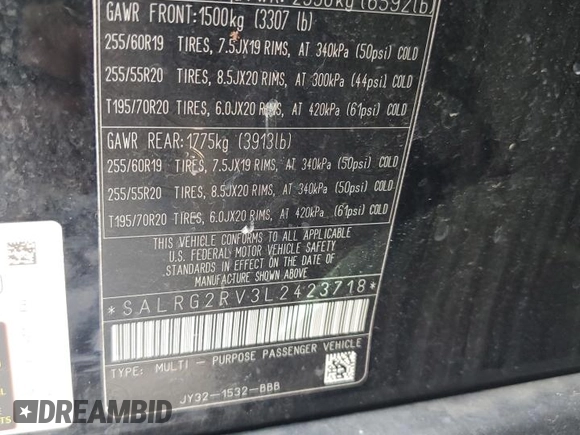 GAWR FRONT: 1500kg (3307 lb)
255/60R19 TIRES, 7.5JX19 RIMS, AT 340kPa (50psi) COLD
255/55R20 TIRES, 8.5JX20 RIMS, AT 300kPa (44psi) COLD
T195/70R20 TIRES, 6.0JX20 RIMS, AT 420kPa (61psi) COLD
GAWR REAR: 1775kg (3913lb)
255/60R19 TIRES, 7.5JX19 RIMS, AT 340kPa (50psi) COLD
255/55R20 TIRES, 8.5JX20 RIMS, AT 340kPa (50psi) COLD
T195/70R20 TIRES, 6.0JX20 RIMS, AT 420kPa (61psi) COLD
THIS VEHICLE CONFORMS TO ALL APPLICABLE
U.S. FEDERAL MOTOR VEHICLE SAFETY
STANDARDS IN EFFECT ON THE DATE OF
MANUFACTURE SHOWN ABOVE
*SALRG2RV3L2423718*
TYPE: MULTI - PURPOSE PASSENGER VEHICLE
JY32-1532-BBB
DREAMBID